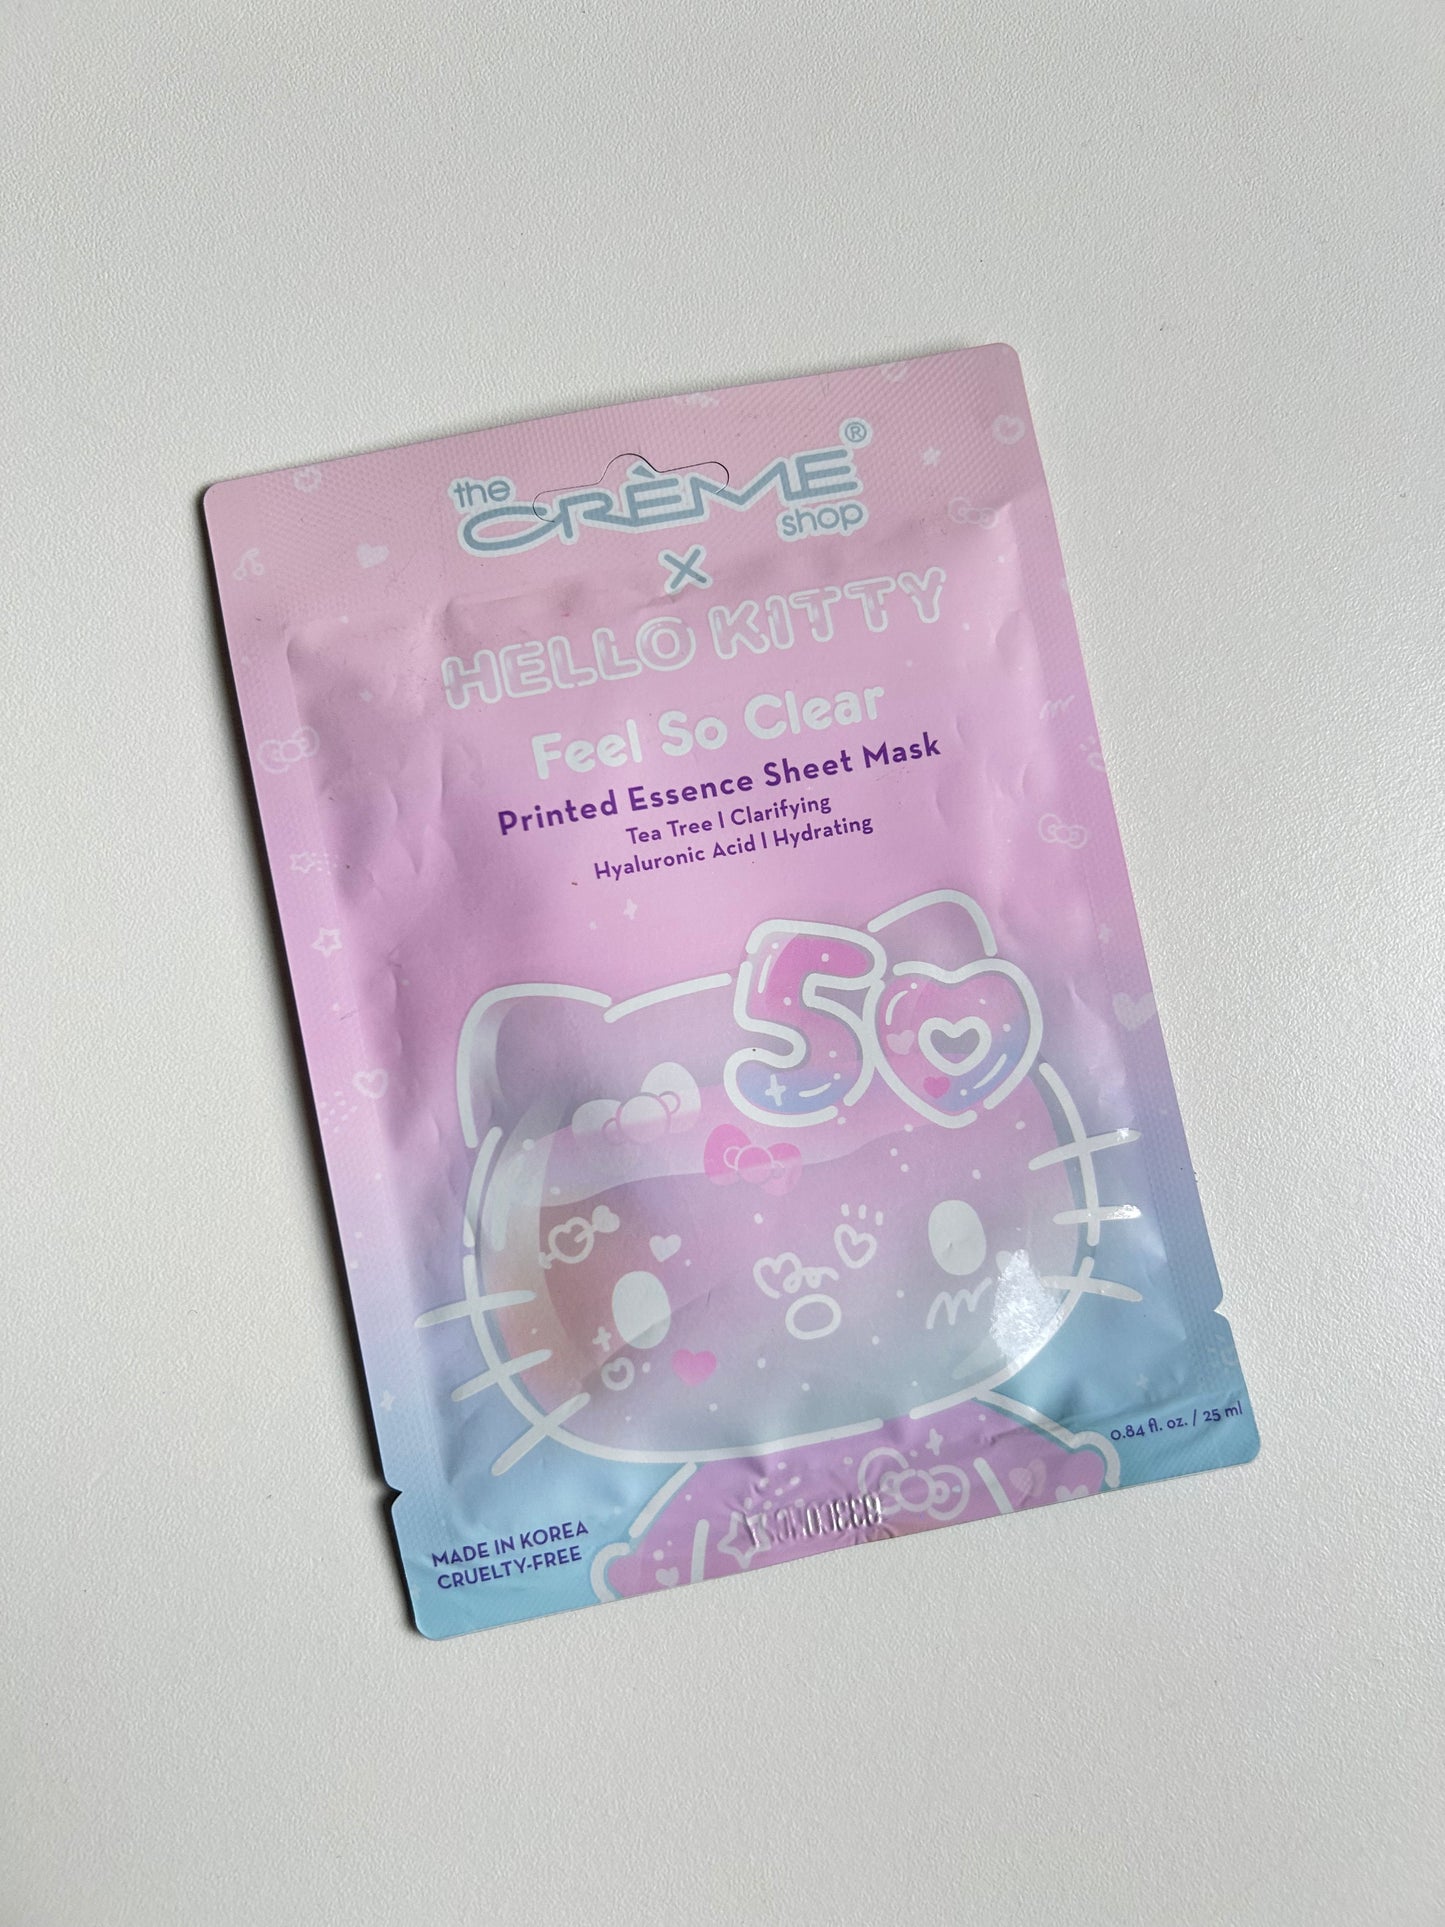 the
CRÈME®
shop
x
HELLO KITTY
Feel So Clear
Printed Essence Sheet Mask
Tea Tree | Clarifying
Hyaluronic Acid | Hydrating
50
0.84 fl. oz. / 25 ml
MADE IN KOREA
CRUELTY-FREE